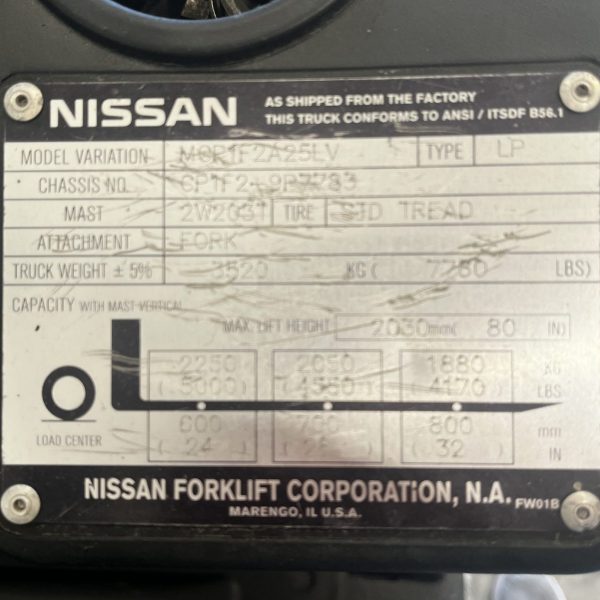 NISSAN AS SHIPPED FROM THE FACTORY
THIS TRUCK CONFORMS TO ANSI / ITSDF B56.1
MODEL VARIATION MCP1F2A25LV TYPE LP
CHASSIS NO.
MAST TIRE TREAD
ATTACHMENT FORK
TRUCK WEIGHT ± 5% 3520 KG ( LBS)
CAPACITY WITH MAST VERTICAL
MAX. LIFT HEIGHT 2030 mm( 80 IN)
2250 2050 1880 KG
(5000) (4550) (4170) LBS
LOAD CENTER 600 700 800 mm
(24) (32) IN
NISSAN FORKLIFT CORPORATION, N.A. FW01B
MARENGO, IL U.S.A.